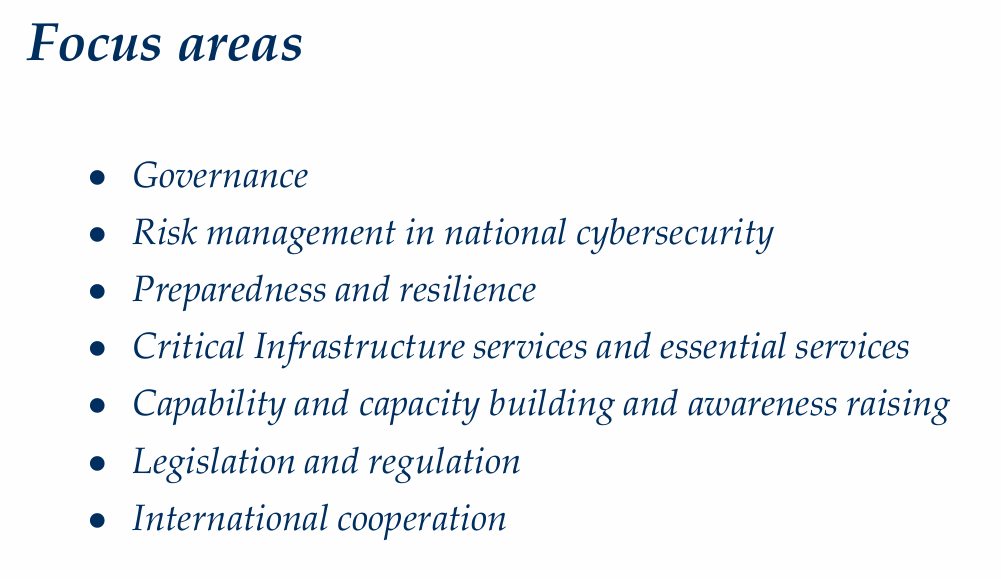 Focus areas
• Governance
• Risk management in national cybersecurity
• Preparedness and resilience
• Critical Infrastructure services and essential services
• Capability and capacity building and awareness raising
• Legislation and regulation
• International cooperation